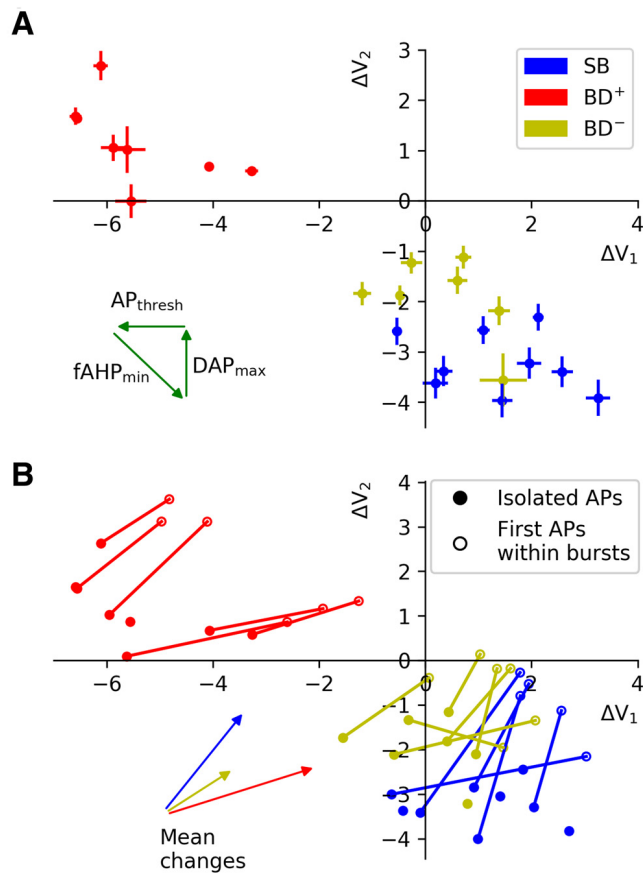 A
ΔV₂
3
2
1
0
−1
−2
−3
−4
−6
−4
−2
0
2
4
ΔV₁
SB
BD⁺
BD⁻
AP_thresh
fAHP_min
DAP_max
B
ΔV₂
4
3
2
1
0
−1
−2
−3
−4
−6
−4
−2
0
2
4
ΔV₁
Isolated APs
First APs
within bursts
Mean
changes